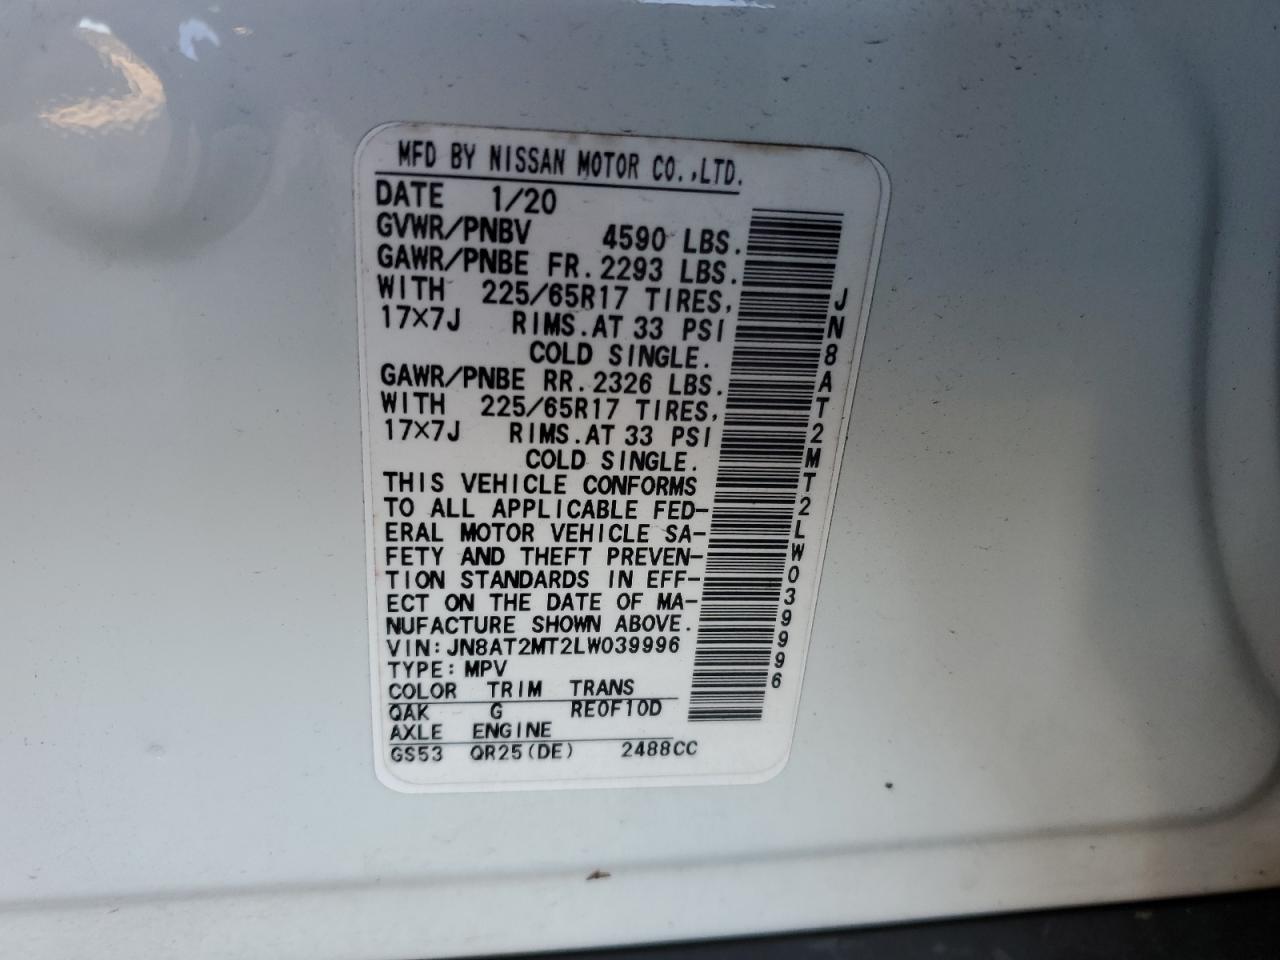 MFD BY NISSAN MOTOR CO.,LTD.
DATE 1/20
GVWR/PNBV 4590 LBS.
GAWR/PNBE FR. 2293 LBS.
WITH 225/65R17 TIRES,
17X7J RIMS. AT 33 PSI
COLD SINGLE.
GAWR/PNBE RR. 2326 LBS.
WITH 225/65R17 TIRES,
17X7J RIMS. AT 33 PSI
COLD SINGLE.
THIS VEHICLE CONFORMS
TO ALL APPLICABLE FED-
ERAL MOTOR VEHICLE SA-
FETY AND THEFT PREVEN-
TION STANDARDS IN EFF-
ECT ON THE DATE OF MA-
NUFACTURE SHOWN ABOVE.
VIN: JN8AT2MT2LW039996
TYPE: MPV
COLOR TRIM TRANS
QAK G RE0F10D
AXLE ENGINE
GS53 QR25(DE) 2488CC
JN8AT2MT2LW039996